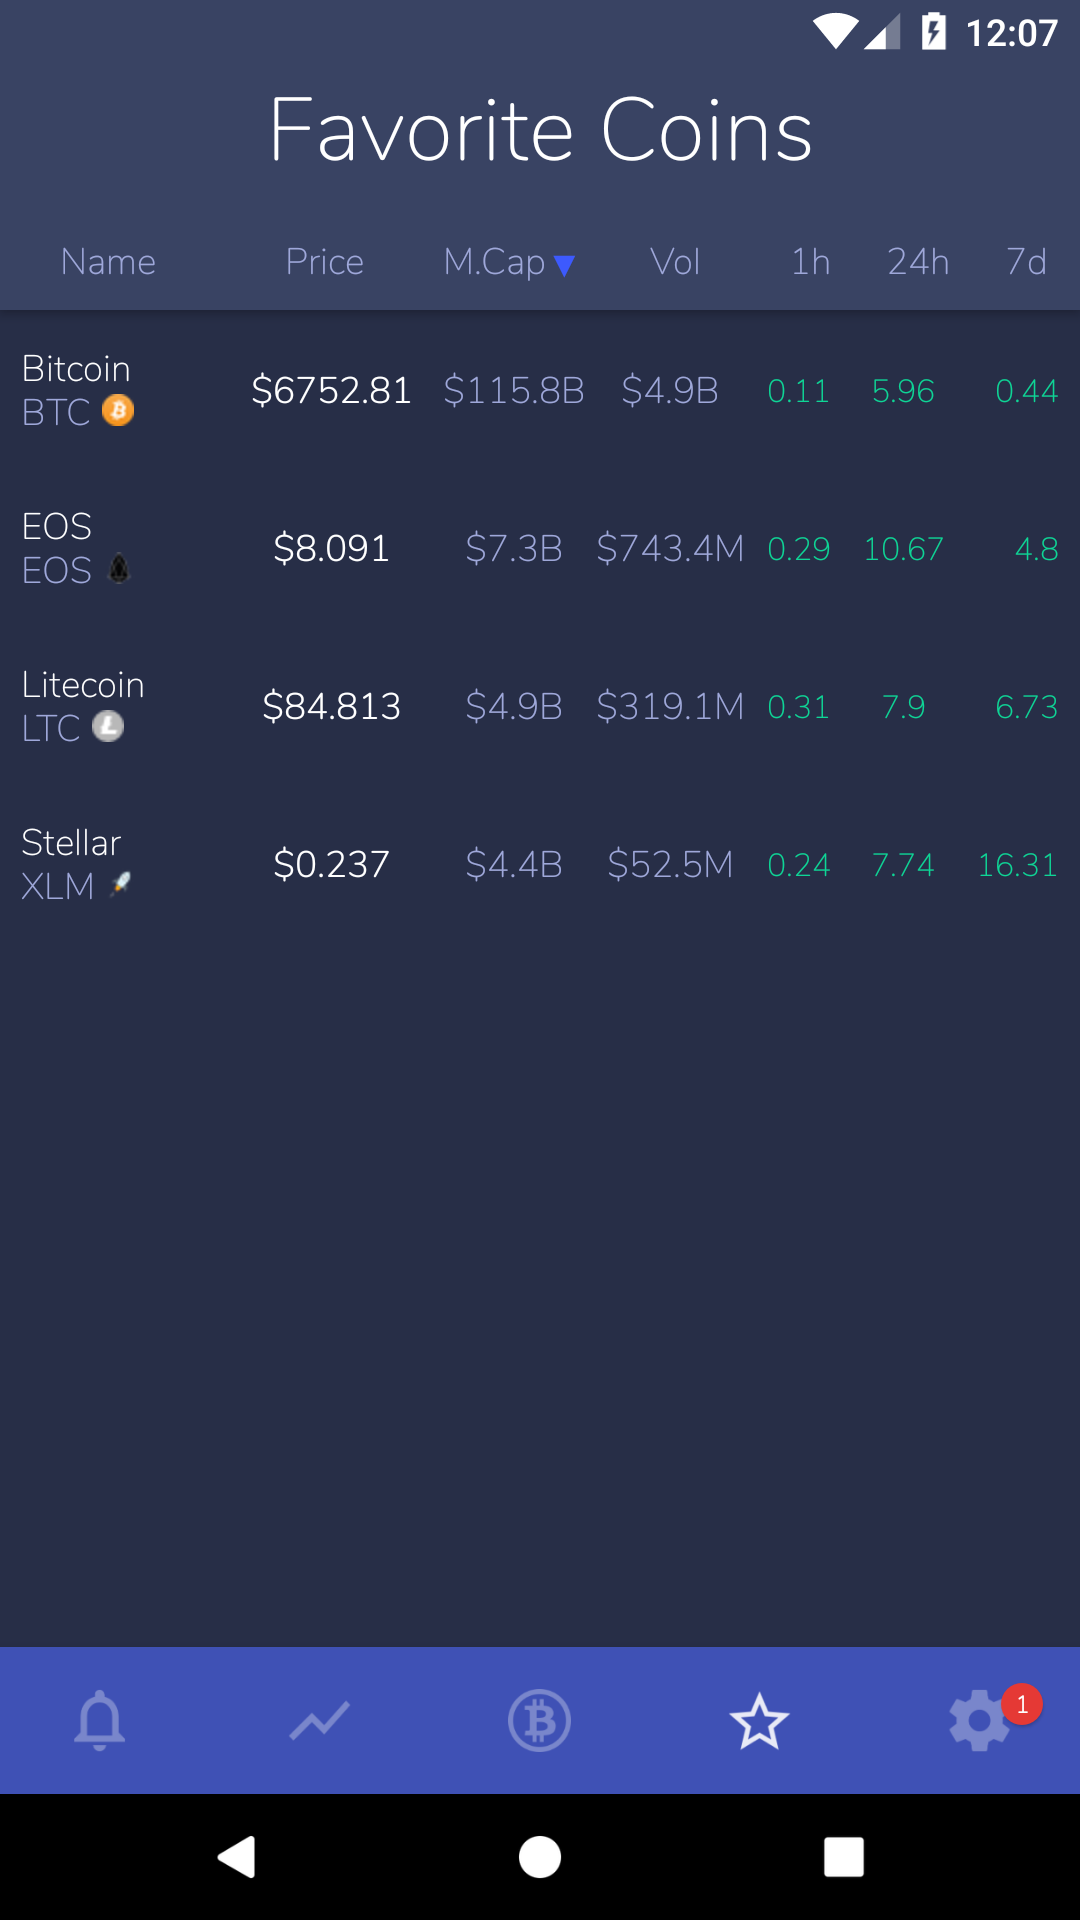 12:07
Favorite Coins
Name Price M.Cap ▼ Vol 1h 24h 7d
Bitcoin
BTC
$6752.81 $115.8B $4.9B 0.11 5.96 0.44
EOS
EOS
$8.091 $7.3B $743.4M 0.29 10.67 4.8
Litecoin
LTC
$84.813 $4.9B $319.1M 0.31 7.9 6.73
Stellar
XLM
$0.237 $4.4B $52.5M 0.24 7.74 16.31
1